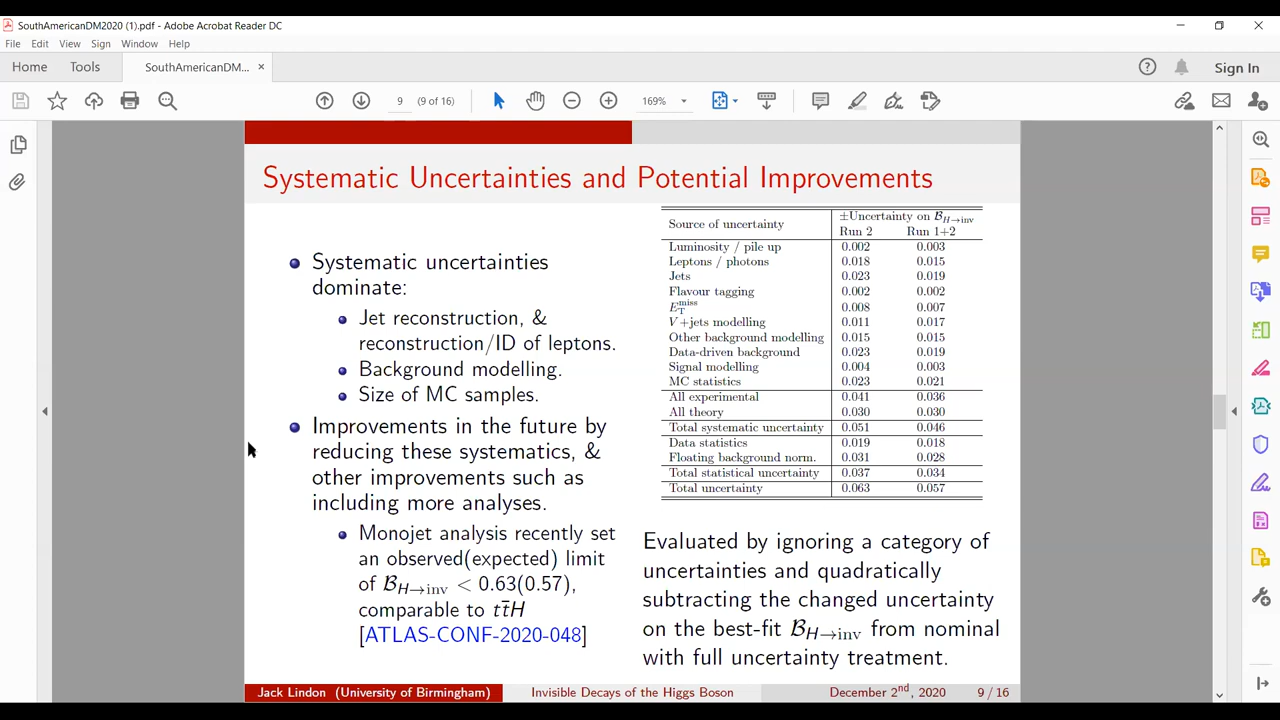 SouthAmericanDM2020 (1).pdf - Adobe Acrobat Reader DC
File Edit View Sign Window Help
Home Tools SouthAmericanDM... × Sign In
9 (9 of 16) 169%
Systematic Uncertainties and Potential Improvements
Systematic uncertainties
dominate:
Jet reconstruction, &
reconstruction/ID of leptons.
Background modelling.
Size of MC samples.
Improvements in the future by
reducing these systematics, &
other improvements such as
including more analyses.
Monojet analysis recently set
an observed(expected) limit
of 𝓑H→inv < 0.63(0.57),
comparable to tt̄H
[ATLAS-CONF-2020-048]
Source of uncertainty ±Uncertainty on 𝓑H→inv
Run 2 Run 1+2
Luminosity / pile up 0.002 0.003
Leptons / photons 0.018 0.015
Jets 0.023 0.019
Flavour tagging 0.002 0.002
E_T^miss 0.008 0.007
V+jets modelling 0.011 0.017
Other background modelling 0.015 0.015
Data-driven background 0.023 0.019
Signal modelling 0.004 0.003
MC statistics 0.023 0.021
All experimental 0.041 0.036
All theory 0.030 0.030
Total systematic uncertainty 0.051 0.046
Data statistics 0.019 0.018
Floating background norm. 0.031 0.028
Total statistical uncertainty 0.037 0.034
Total uncertainty 0.063 0.057
Evaluated by ignoring a category of
uncertainties and quadratically
subtracting the changed uncertainty
on the best-fit 𝓑H→inv from nominal
with full uncertainty treatment.
Jack Lindon (University of Birmingham) Invisible Decays of the Higgs Boson December 2nd, 2020 9 / 16